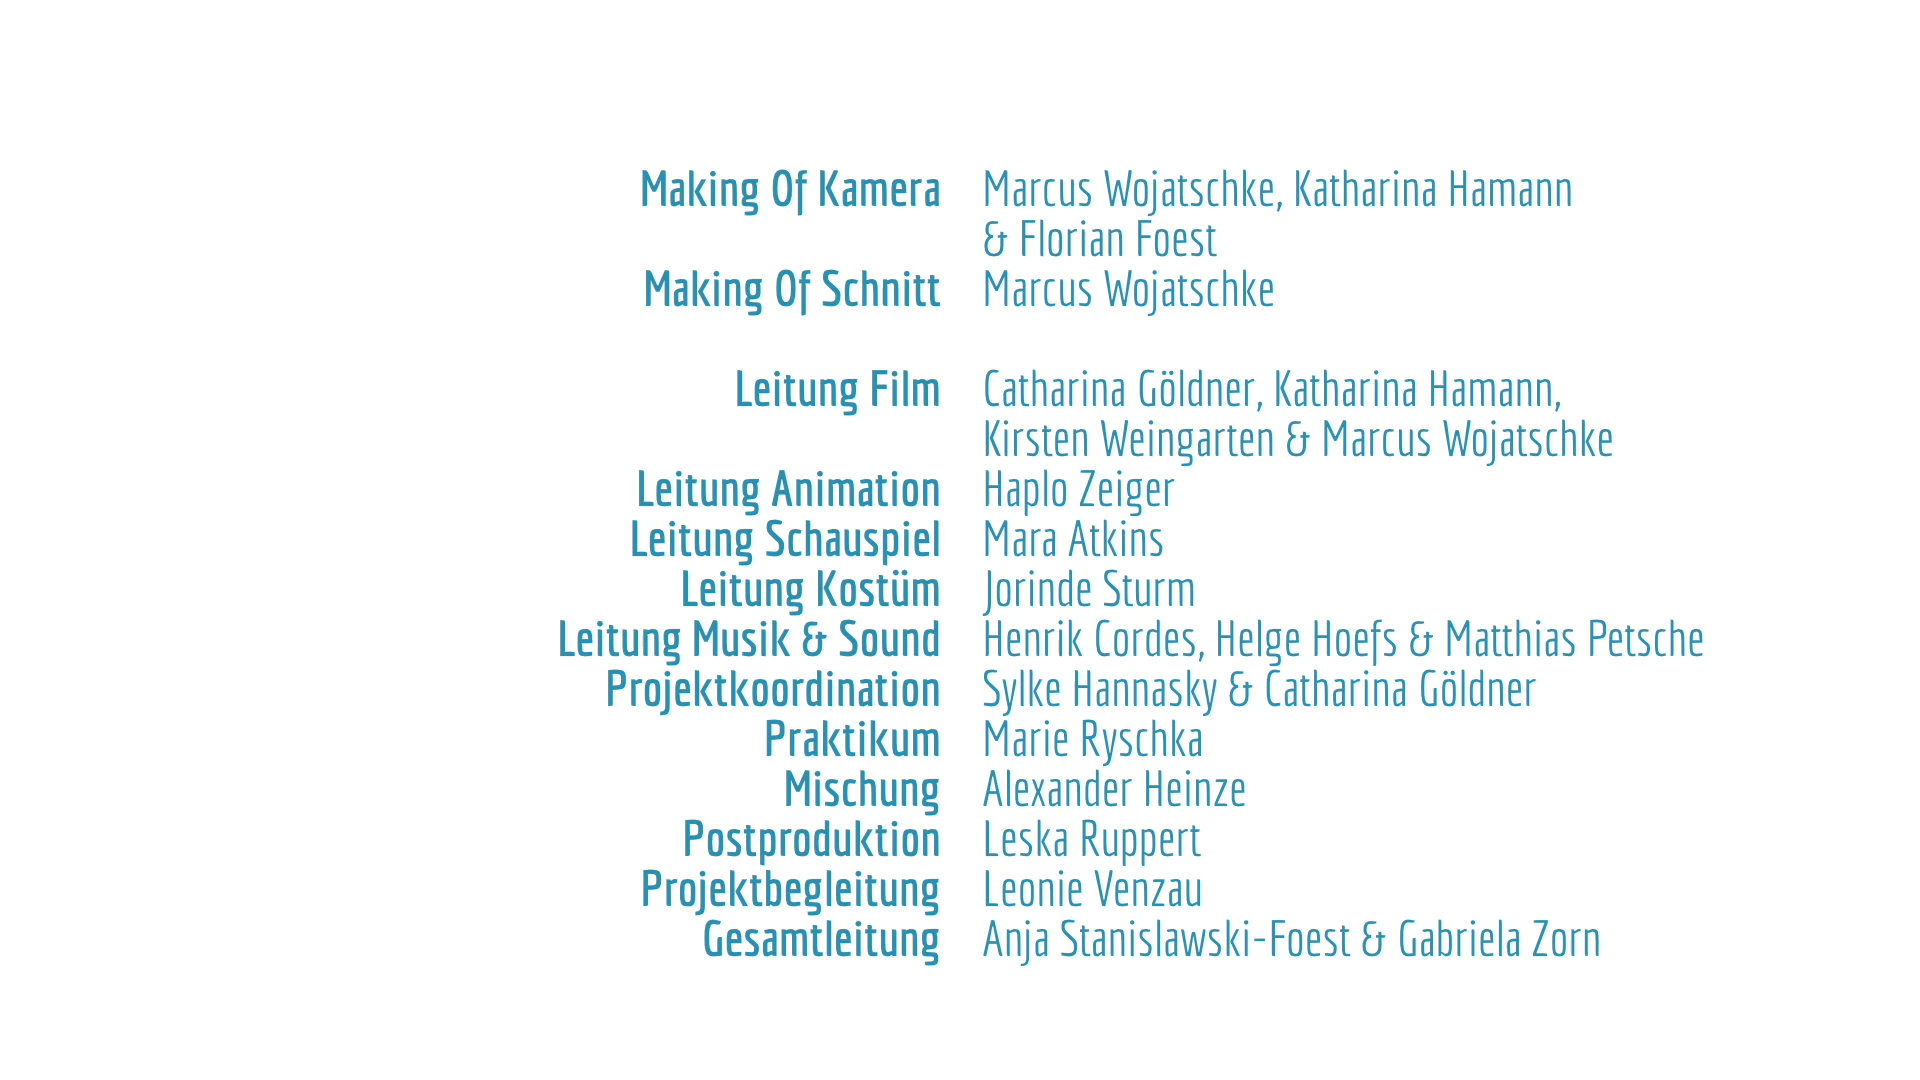 Making Of Kamera Marcus Wojatschke, Katharina Hamann
& Florian Foest
Making Of Schnitt Marcus Wojatschke
Leitung Film Catharina Göldner, Katharina Hamann,
Kirsten Weingarten & Marcus Wojatschke
Leitung Animation Haplo Zeiger
Leitung Schauspiel Mara Atkins
Leitung Kostüm Jorinde Sturm
Leitung Musik & Sound Henrik Cordes, Helge Hoefs & Matthias Petsche
Projektkoordination Sylke Hannasky & Catharina Göldner
Praktikum Marie Ryschka
Mischung Alexander Heinze
Postproduktion Leska Ruppert
Projektbegleitung Leonie Venzau
Gesamtleitung Anja Stanislawski-Foest & Gabriela Zorn